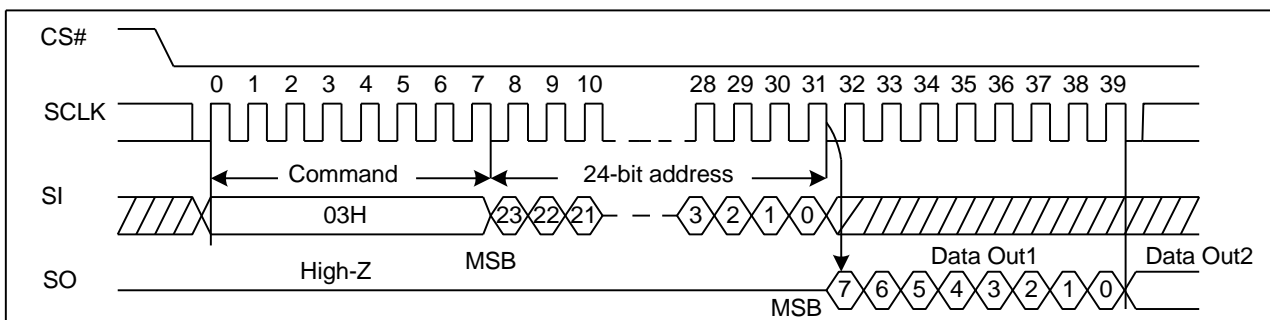 CS#
0 1 2 3 4 5 6 7 8 9 10 28 29 30 31 32 33 34 35 36 37 38 39
SCLK
Command 24-bit address
SI
03H 23 22 21 3 2 1 0
High-Z MSB Data Out1 Data Out2
SO
MSB 7 6 5 4 3 2 1 0